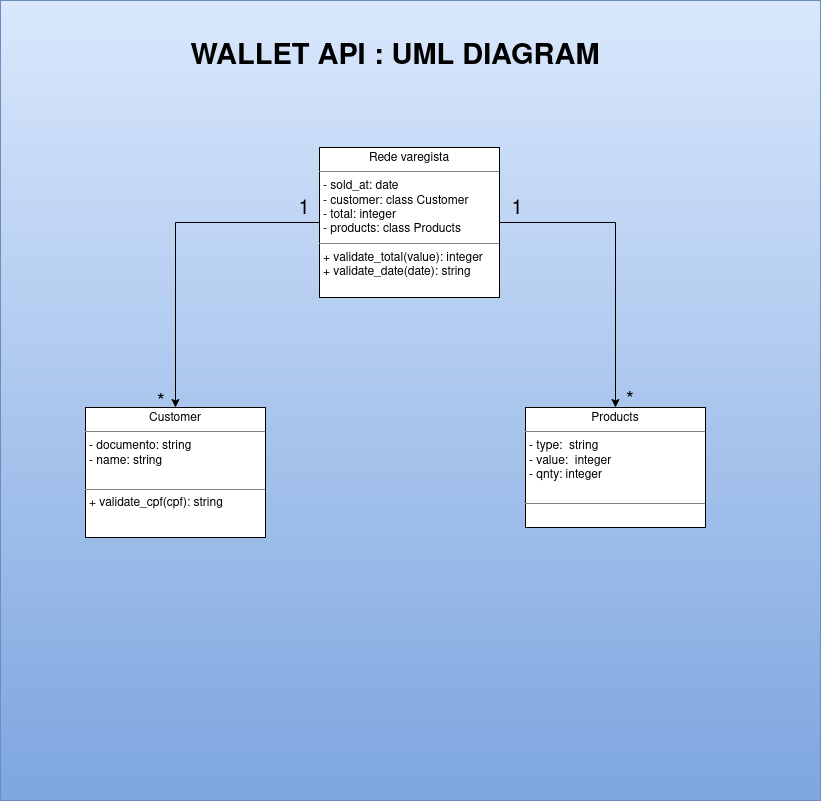 WALLET API : UML DIAGRAM
Rede varegista
- sold_at: date
- customer: class Customer
- total: integer
- products: class Products
+ validate_total(value): integer
+ validate_date(date): string
1
1
*
*
Customer
- documento: string
- name: string
+ validate_cpf(cpf): string
Products
- type:  string
- value:  integer
- qnty: integer